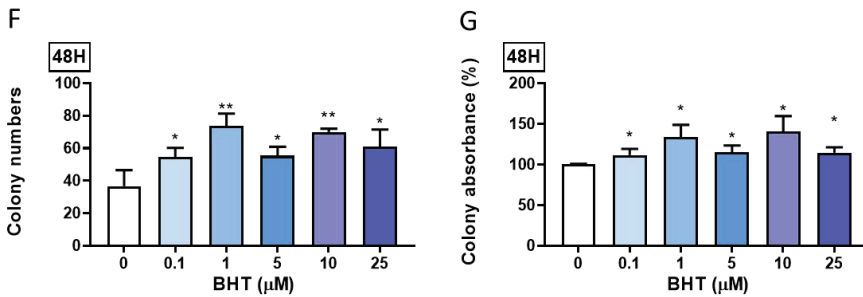 F
48H
Colony numbers
100
80
60
40
20
0
* ** * ** *
0 0.1 1 5 10 25
BHT (μM)
G
48H
Colony absorbance (%)
200
150
100
50
0
* * * * *
0 0.1 1 5 10 25
BHT (μM)